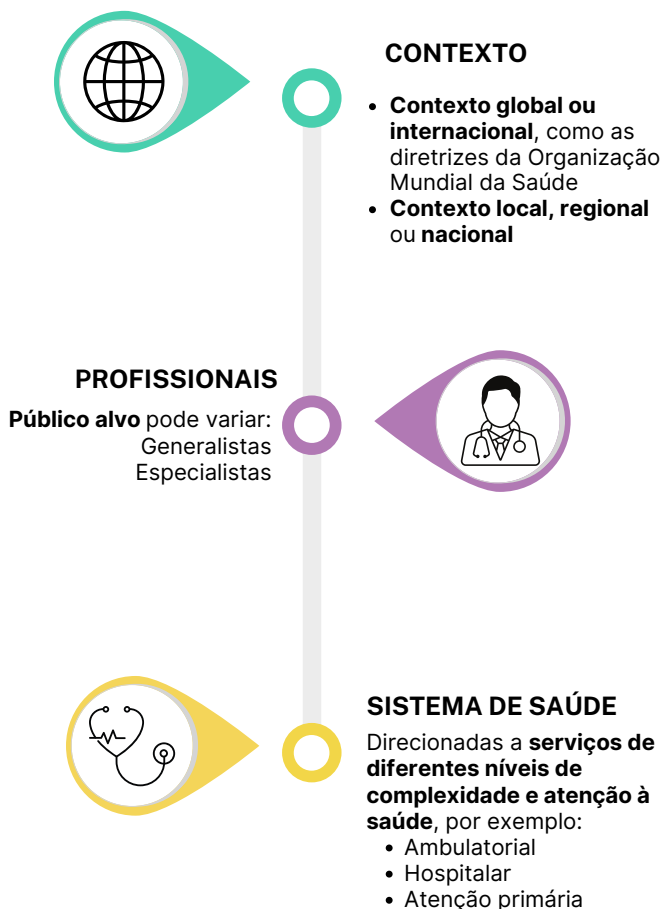 CONTEXTO
• Contexto global ou
internacional, como as
diretrizes da Organização
Mundial da Saúde
• Contexto local, regional
ou nacional
PROFISSIONAIS
Público alvo pode variar:
Generalistas
Especialistas
SISTEMA DE SAÚDE
Direcionadas a serviços de
diferentes níveis de
complexidade e atenção à
saúde, por exemplo:
• Ambulatorial
• Hospitalar
• Atenção primária